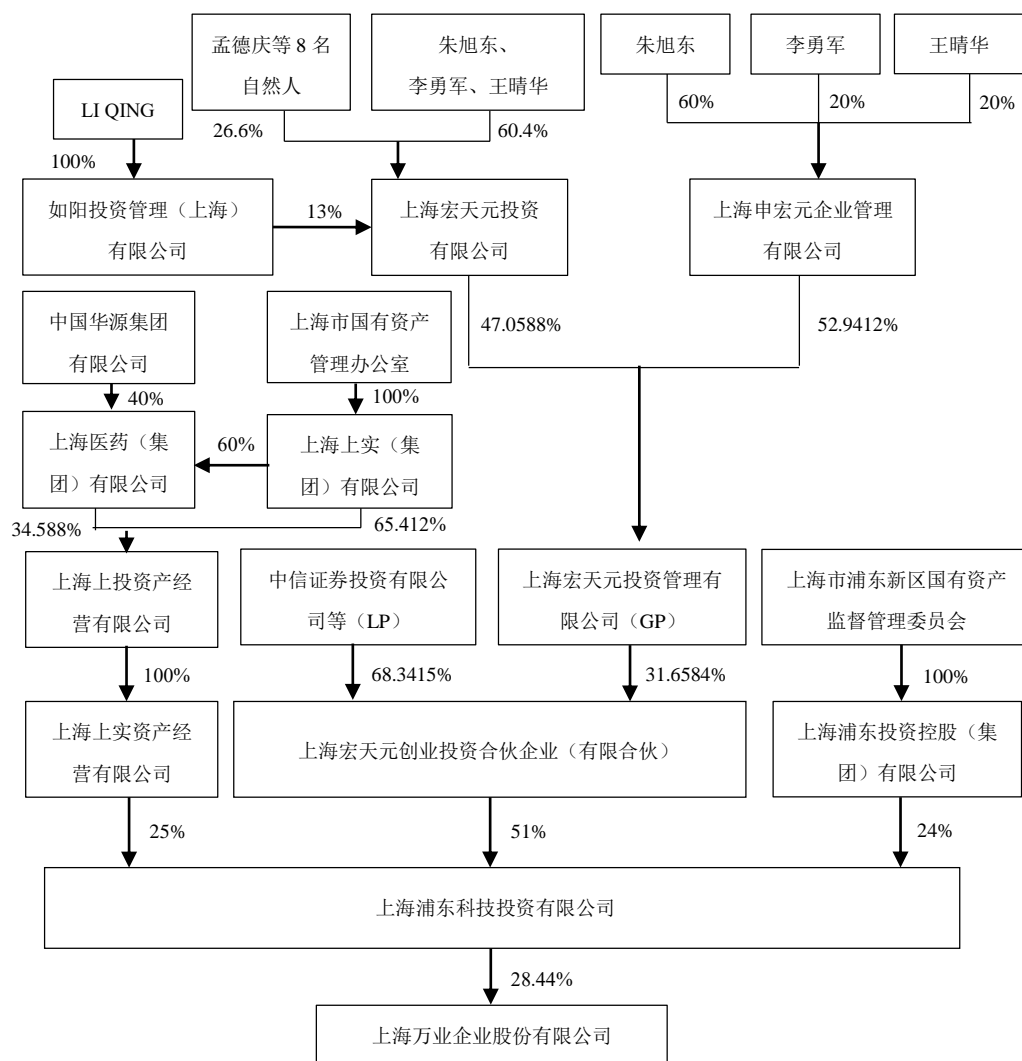 孟德庆等 8 名
自然人
朱旭东、
李勇军、王晴华
朱旭东
李勇军
王晴华
LI QING
26.6%
60.4%
60%
20%
20%
100%
如阳投资管理（上海）
有限公司
13%
上海宏天元投资
有限公司
上海申宏元企业管理
有限公司
中国华源集团
有限公司
上海市国有资产
管理办公室
47.0588%
52.9412%
40%
100%
上海医药（集
团）有限公司
60%
上海上实（集
团）有限公司
34.588%
65.412%
上海上投资产经
营有限公司
中信证券投资有限公
司等（LP）
上海宏天元投资管理有
限公司（GP）
上海市浦东新区国有资产
监督管理委员会
100%
68.3415%
31.6584%
100%
上海上实资产经
营有限公司
上海宏天元创业投资合伙企业（有限合伙）
上海浦东投资控股（集
团）有限公司
25%
51%
24%
上海浦东科技投资有限公司
28.44%
上海万业企业股份有限公司